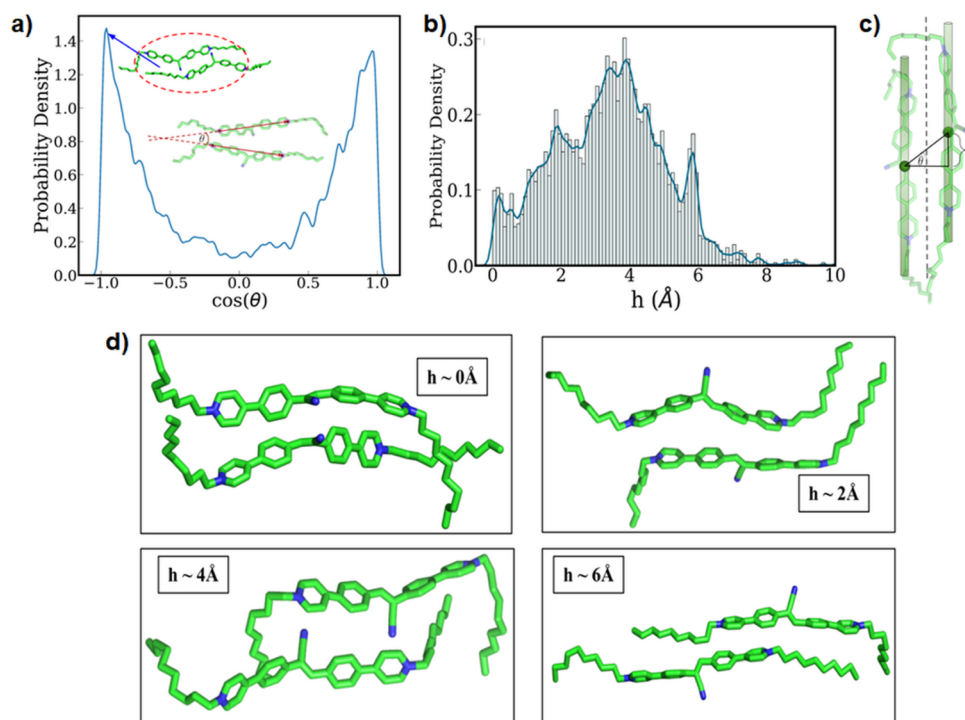 a)
Probability Density
1.4
1.2
1.0
0.8
0.6
0.4
0.2
0.0
−1.0 −0.5 0.0 0.5 1.0
cos(θ)
θ
b)
Probability Density
0.3
0.2
0.1
0.0
0 2 4 6 8 10
h (Å)
c)
θ
d)
h ~ 0Å
h ~ 2Å
h ~ 4Å
h ~ 6Å